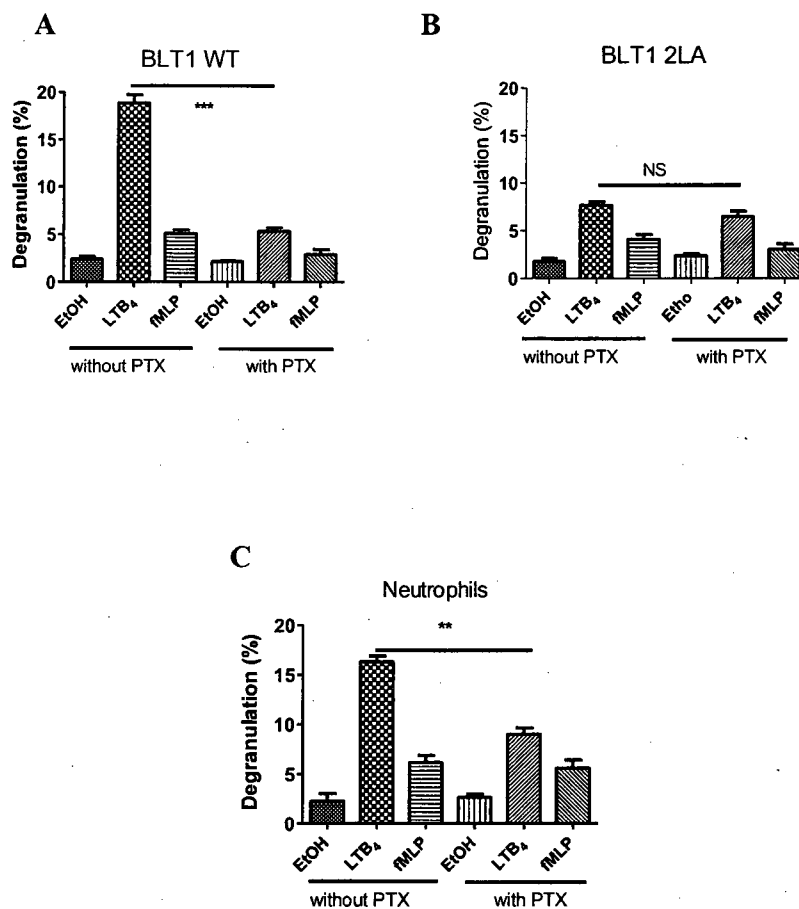 A
BLT1 WT
Degranulation (%)
20
15
10
5
0
***
EtOH
LTB4
fMLP
EtOH
LTB4
fMLP
without PTX
with PTX
B
BLT1 2LA
Degranulation (%)
20
15
10
5
0
NS
EtOH
LTB4
fMLP
Etho
LTB4
fMLP
without PTX
with PTX
C
Neutrophils
Degranulation (%)
20
15
10
5
0
**
EtOH
LTB4
fMLP
EtOH
LTB4
fMLP
without PTX
with PTX